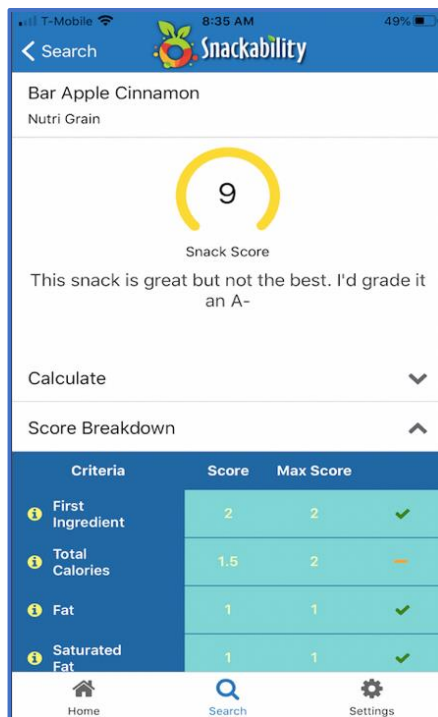 T-Mobile 8:35 AM 49%
Search Snackability
Bar Apple Cinnamon
Nutri Grain
9
Snack Score
This snack is great but not the best. I'd grade it
an A-
Calculate
Score Breakdown
Criteria Score Max Score
First
Ingredient 2 2
Total
Calories 1.5 2
Fat 1 1
Saturated
Fat 1 1
Home Search Settings